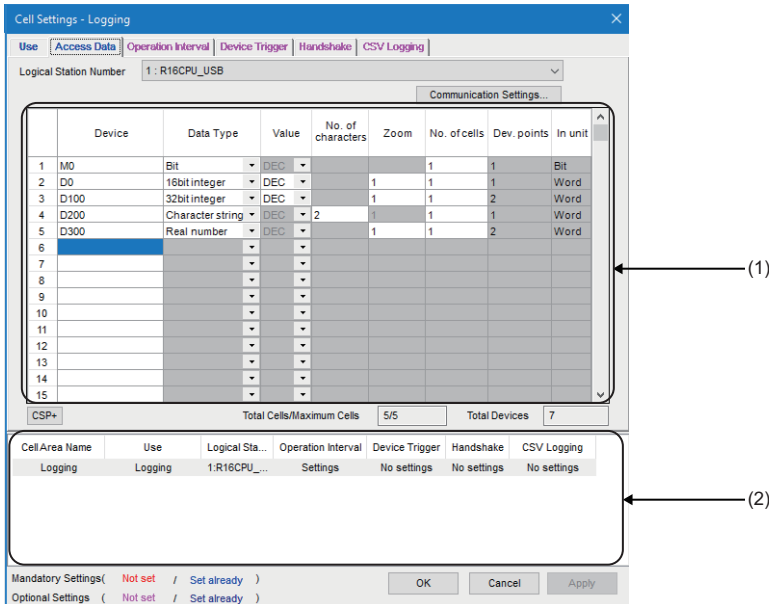 Cell Settings - Logging
Use Access Data Operation Interval Device Trigger Handshake CSV Logging
Logical Station Number 1 : R16CPU_USB
Communication Settings...
Device Data Type Value No. of characters Zoom No. of cells Dev. points In unit
1 M0 Bit DEC 1 1 Bit
2 D0 16bit integer DEC 1 1 1 Word
3 D100 32bit integer DEC 1 1 2 Word
4 D200 Character string DEC 2 1 1 1 Word
5 D300 Real number DEC 1 1 2 Word
6
7
8
9
10
11
12
13
14
15
(1)
CSP+ Total Cells/Maximum Cells 5/5 Total Devices 7
Cell Area Name Use Logical Sta... Operation Interval Device Trigger Handshake CSV Logging
Logging Logging 1:R16CPU_... Settings No settings No settings No settings
(2)
Mandatory Settings( Not set / Set already ) OK Cancel Apply
Optional Settings ( Not set / Set already )